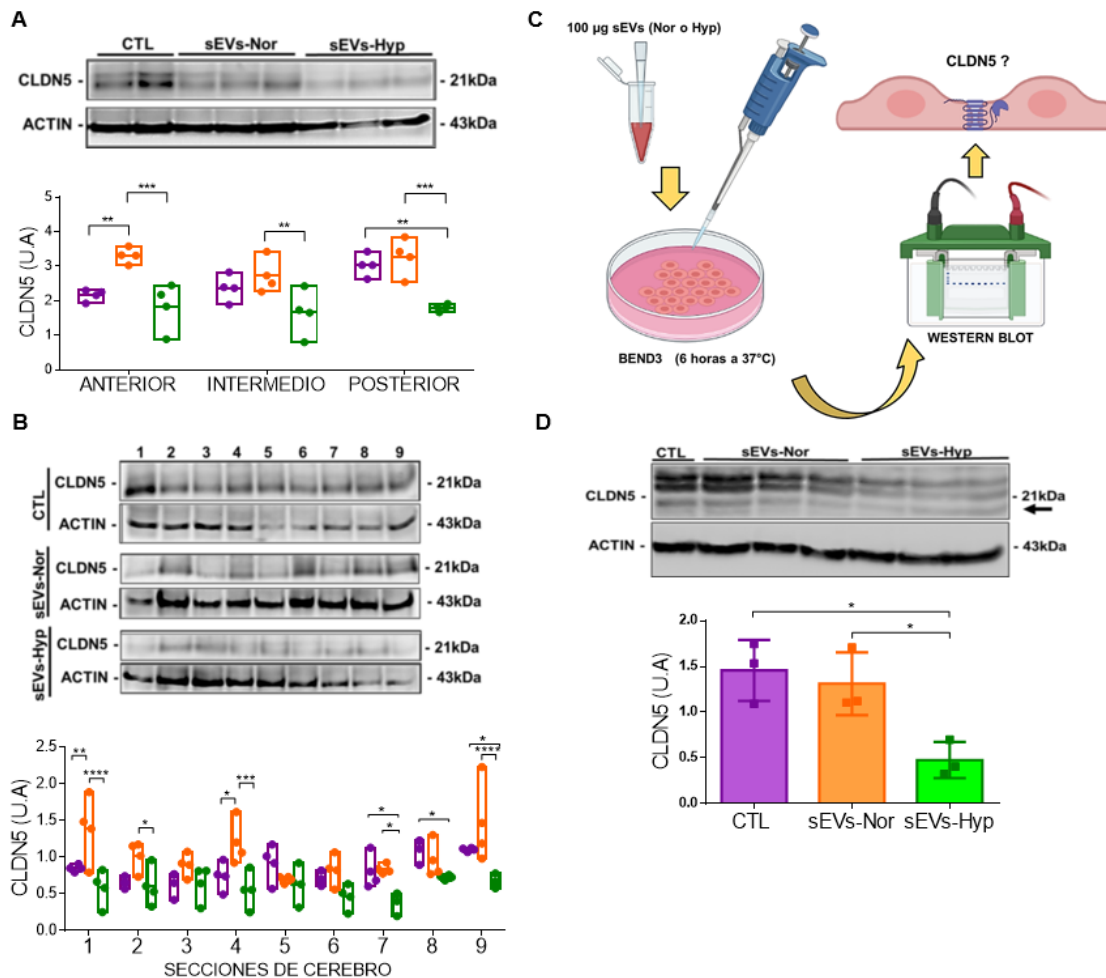 A
CTL sEVs-Nor sEVs-Hyp
CLDN5 - - 21kDa
ACTIN - - 43kDa
CLDN5 (U.A)
5
4
3
2
1
0
** *** ** ** ***
ANTERIOR INTERMEDIO POSTERIOR
B
1 2 3 4 5 6 7 8 9
CTL
CLDN5 - - 21kDa
ACTIN - - 43kDa
sEVs-Nor
CLDN5 - - 21kDa
ACTIN - - 43kDa
sEVs-Hyp
CLDN5 - - 21kDa
ACTIN - - 43kDa
CLDN5 (U.A)
2.5
2.0
1.5
1.0
0.5
0.0
** **** * * *** * * * * ****
1 2 3 4 5 6 7 8 9
SECCIONES DE CEREBRO
C
100 µg sEVs (Nor o Hyp)
CLDN5 ?
BEND3 (6 horas a 37°C)
WESTERN BLOT
D
CTL sEVs-Nor sEVs-Hyp
CLDN5 - 21kDa
ACTIN - - 43kDa
CLDN5 (U.A)
2.0
1.5
1.0
0.5
0.0
*
*
CTL sEVs-Nor sEVs-Hyp